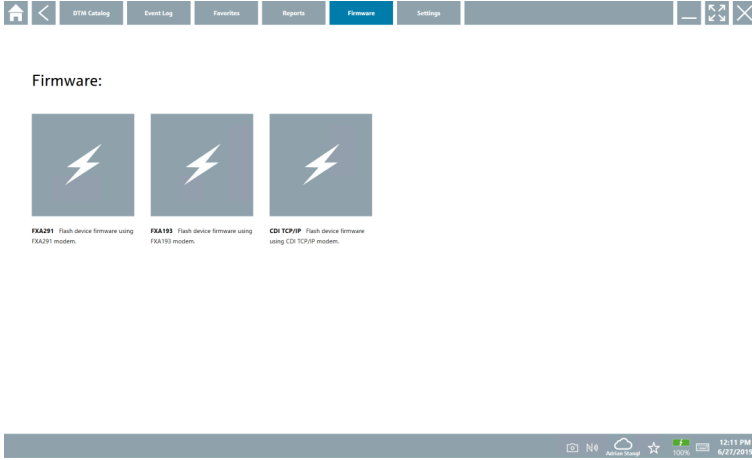 DTM Catalog Event Log Favorites Reports Firmware Settings
Firmware:
FXA291 Flash device firmware using
FXA291 modem.
FXA193 Flash device firmware using
FXA193 modem.
CDI TCP/IP Flash device firmware
using CDI TCP/IP modem.
Adrian Stangl
100%
12:11 PM
6/27/2019